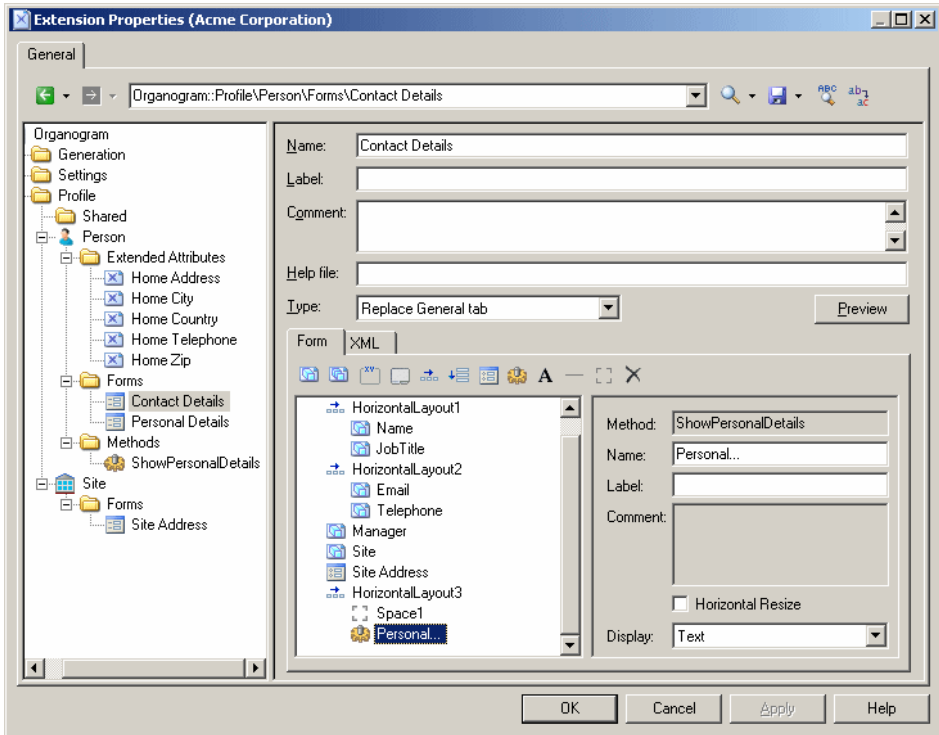 Extension Properties (Acme Corporation)
General
Organogram::Profile\Person\Forms\Contact Details
ABC
ab
ac
Organogram
Generation
Settings
Profile
Shared
Person
Extended Attributes
Home Address
Home City
Home Country
Home Telephone
Home Zip
Forms
Contact Details
Personal Details
Methods
ShowPersonalDetails
Site
Forms
Site Address
Name: Contact Details
Label:
Comment:
Help file:
Type: Replace General tab Preview
Form XML
A
HorizontalLayout1
Name
JobTitle
HorizontalLayout2
Email
Telephone
Manager
Site
Site Address
HorizontalLayout3
Space1
Personal...
Method: ShowPersonalDetails
Name: Personal...
Label:
Comment:
Horizontal Resize
Display: Text
OK Cancel Apply Help